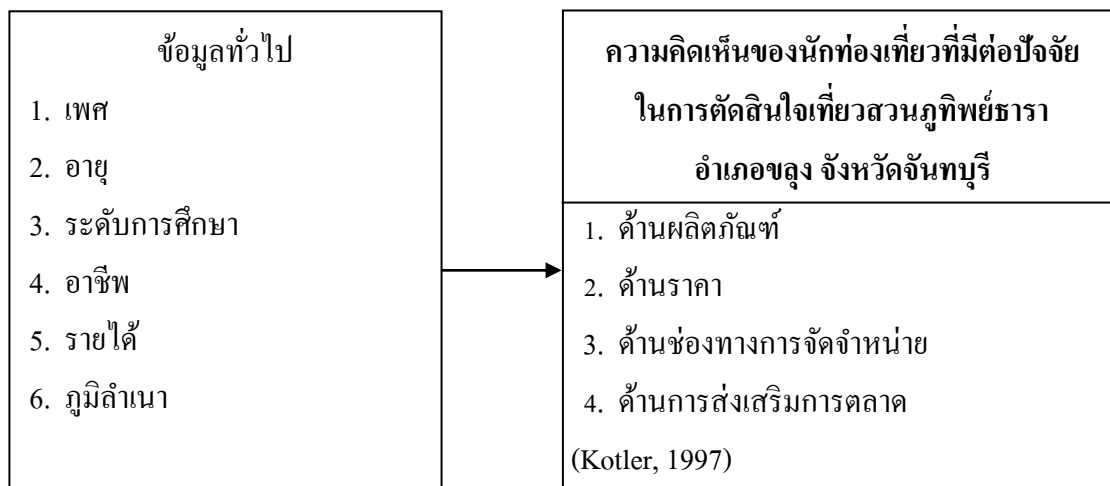 ข้อมูลทั่วไป
1. เพศ
2. อายุ
3. ระดับการศึกษา
4. อาชีพ
5. รายได้
6. ภูมิลำเนา
ความคิดเห็นของนักท่องเที่ยวที่มีต่อปัจจัย
ในการตัดสินใจเที่ยวสวนภูทิพย์ธารา
อำเภอขลุง จังหวัดจันทบุรี
1. ด้านผลิตภัณฑ์
2. ด้านราคา
3. ด้านช่องทางการจัดจำหน่าย
4. ด้านการส่งเสริมการตลาด
(Kotler, 1997)